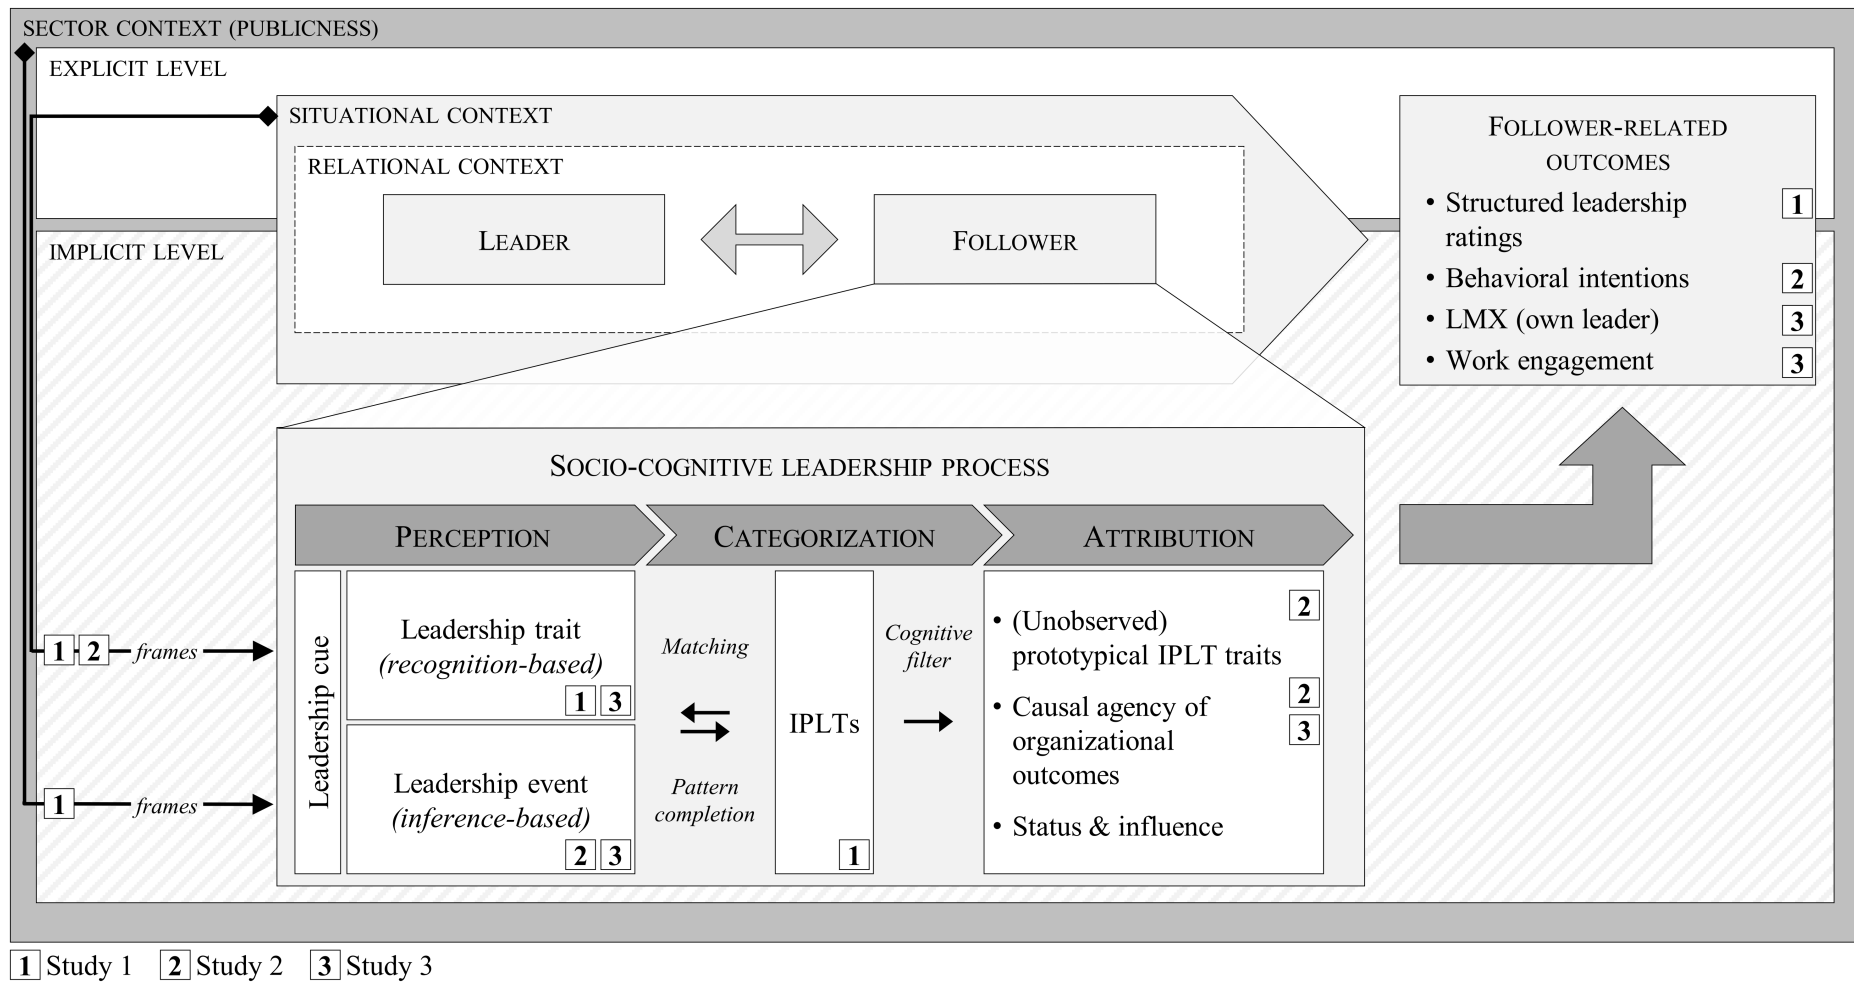 SECTOR CONTEXT (PUBLICNESS)
EXPLICIT LEVEL
SITUATIONAL CONTEXT
RELATIONAL CONTEXT
LEADER
FOLLOWER
FOLLOWER-RELATED
OUTCOMES
• Structured leadership 1
ratings
• Behavioral intentions 2
• LMX (own leader) 3
• Work engagement 3
IMPLICIT LEVEL
SOCIO-COGNITIVE LEADERSHIP PROCESS
PERCEPTION
CATEGORIZATION
ATTRIBUTION
1 2 frames
1 frames
Leadership cue
Leadership trait
(recognition-based)
1 3
Leadership event
(inference-based)
2 3
Matching
Pattern
completion
IPLTs
1
Cognitive
filter
2
• (Unobserved)
prototypical IPLT traits
2
• Causal agency of
3
organizational
outcomes
• Status & influence
1 Study 1 2 Study 2 3 Study 3